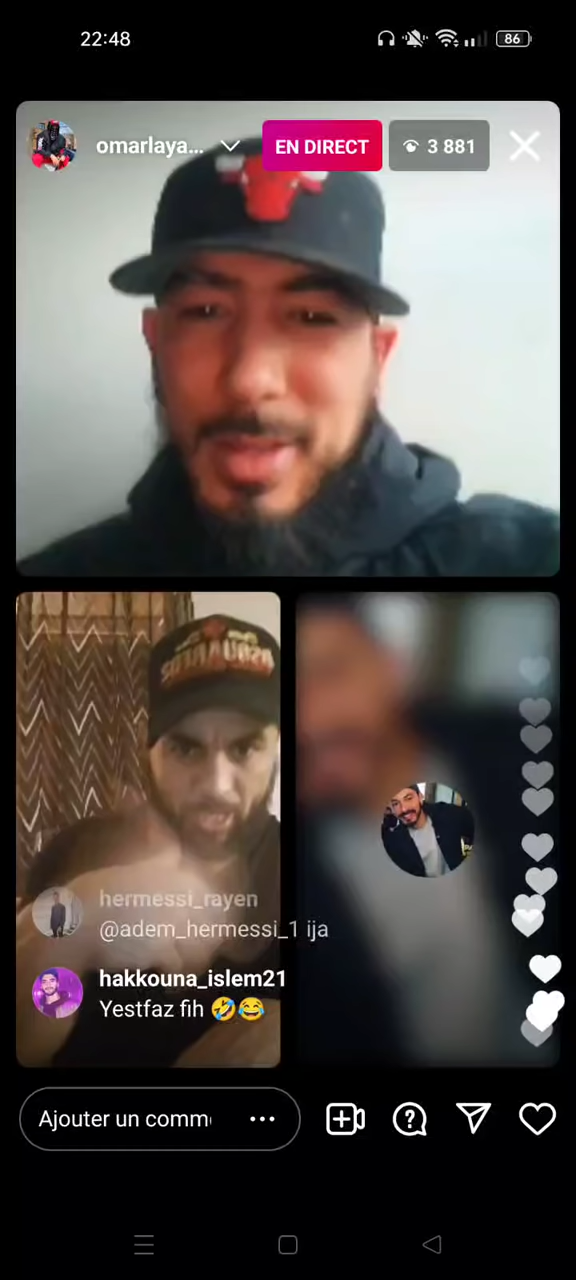 22:48
86
omarlaya...
EN DIRECT
3 881
hermessi_rayen
@adem_hermessi_1 ija
hakkouna_islem21
Yestfaz fih 🤣😂
Ajouter un comm